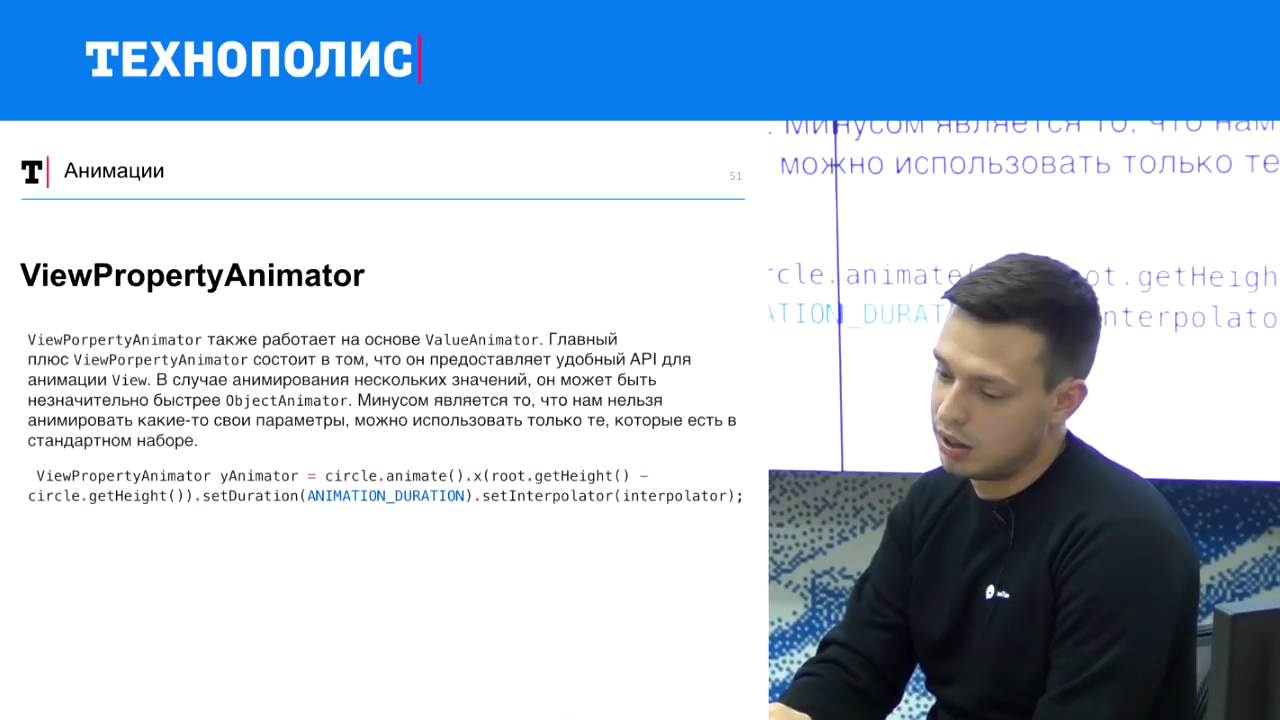 ТЕХНОПОЛИС
Т Анимации
51
ViewPropertyAnimator
ViewPorpertyAnimator также работает на основе ValueAnimator. Главный
плюс ViewPorpertyAnimator состоит в том, что он предоставляет удобный API для
анимации View. В случае анимирования нескольких значений, он может быть
незначительно быстрее ObjectAnimator. Минусом является то, что нам нельзя
анимировать какие-то свои параметры, можно использовать только те, которые есть в
стандартном наборе.
ViewPropertyAnimator yAnimator = circle.animate().x(root.getHeight() –
circle.getHeight()).setDuration(ANIMATION_DURATION).setInterpolator(interpolator);
. Минусом является то, что нам
можно использовать только те
rcle.animate( root.getHeigh
ATION_DURAT nterpolato